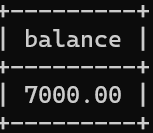 +---------+
| balance |
+---------+
| 7000.00 |
+---------+